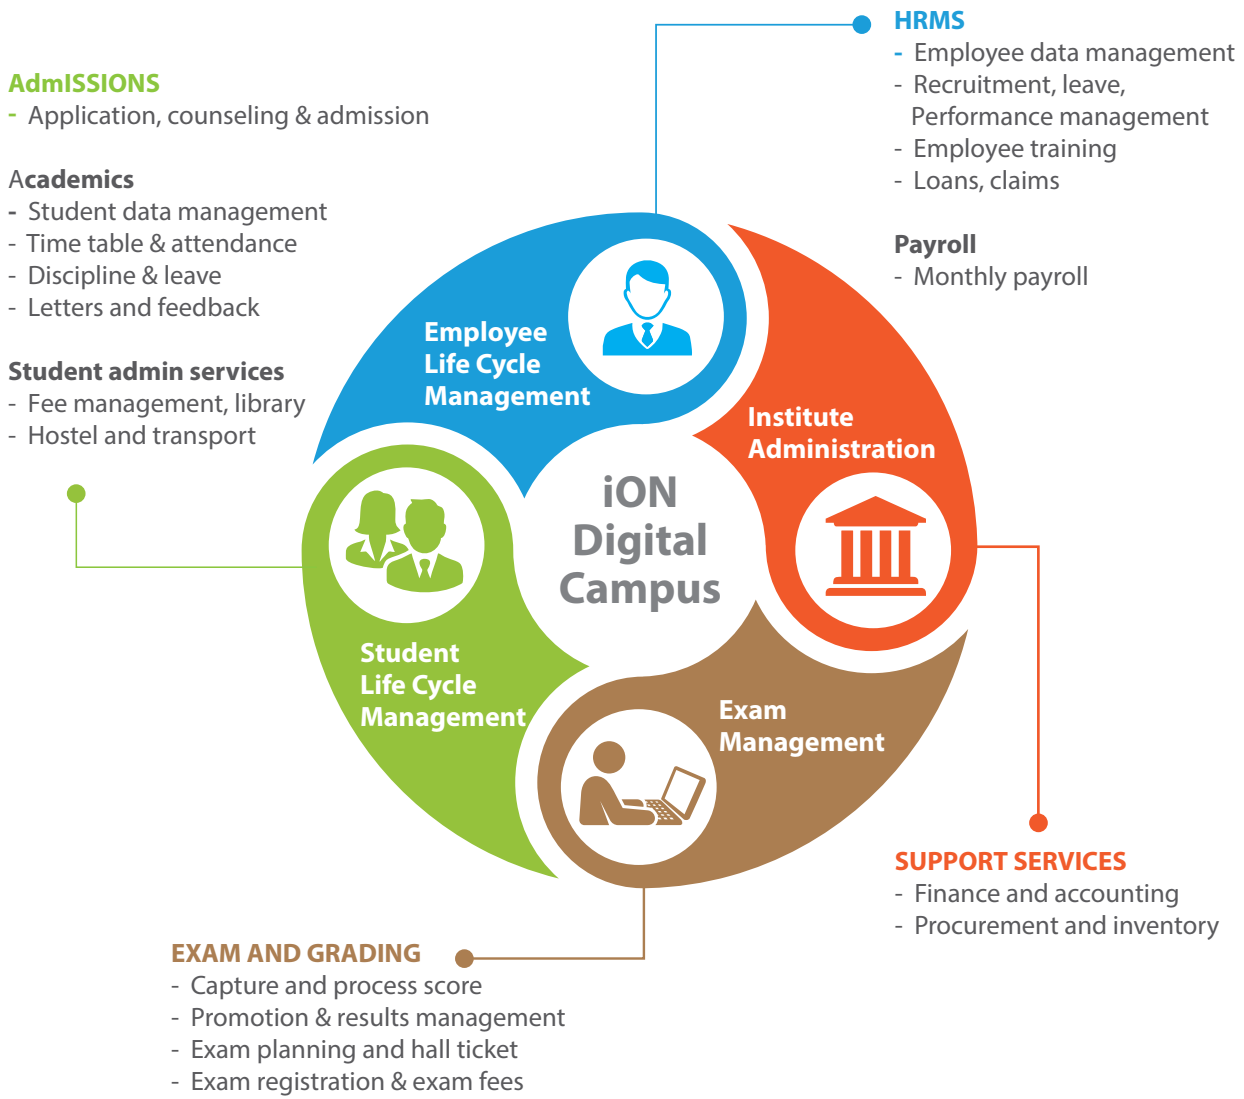 HRMS
- Employee data management
- Recruitment, leave,
Performance management
- Employee training
- Loans, claims
Payroll
- Monthly payroll
AdmISSIONS
- Application, counseling & admission
Academics
- Student data management
- Time table & attendance
- Discipline & leave
- Letters and feedback
Student admin services
- Fee management, library
- Hostel and transport
Employee
Life Cycle
Management
Institute
Administration
iON
Digital
Campus
Student
Life Cycle
Management
Exam
Management
SUPPORT SERVICES
- Finance and accounting
- Procurement and inventory
EXAM AND GRADING
- Capture and process score
- Promotion & results management
- Exam planning and hall ticket
- Exam registration & exam fees